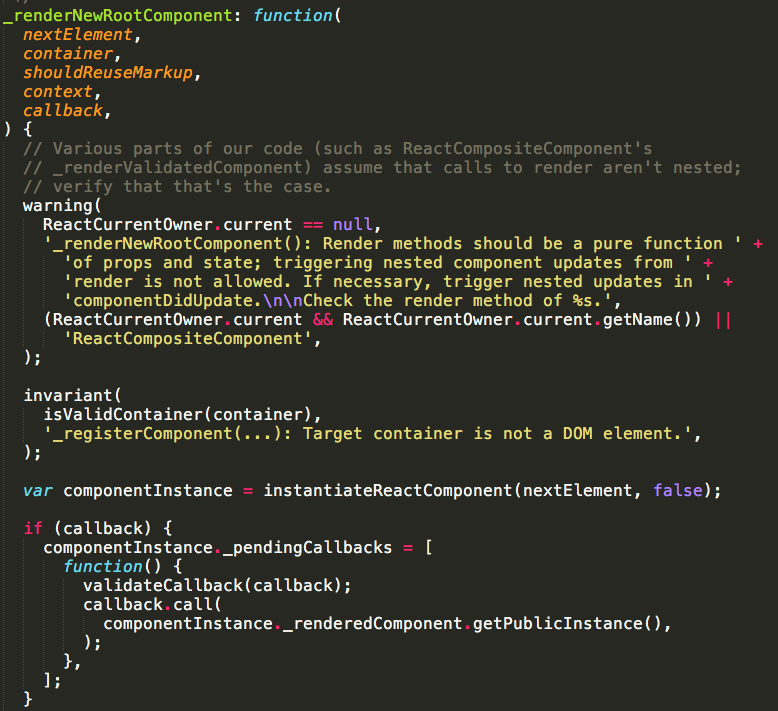 _renderNewRootComponent: function(
nextElement,
container,
shouldReuseMarkup,
context,
callback,
) {
// Various parts of our code (such as ReactCompositeComponent's
// _renderValidatedComponent) assume that calls to render aren't nested;
// verify that that's the case.
warning(
ReactCurrentOwner.current == null,
'_renderNewRootComponent(): Render methods should be a pure function ' +
'of props and state; triggering nested component updates from ' +
'render is not allowed. If necessary, trigger nested updates in ' +
'componentDidUpdate.\n\nCheck the render method of %s.',
(ReactCurrentOwner.current && ReactCurrentOwner.current.getName()) ||
'ReactCompositeComponent',
);
invariant(
isValidContainer(container),
'_registerComponent(...): Target container is not a DOM element.',
);
var componentInstance = instantiateReactComponent(nextElement, false);
if (callback) {
componentInstance._pendingCallbacks = [
function() {
validateCallback(callback);
callback.call(
componentInstance._renderedComponent.getPublicInstance(),
);
},
];
}